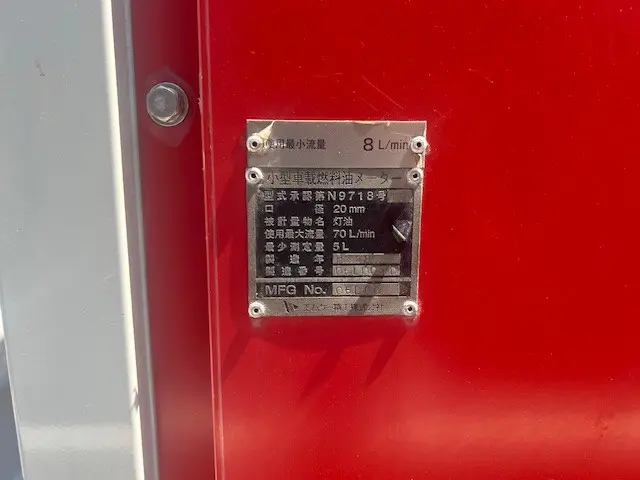 使用最小流量 8 L/min
小型車載燃料油メーター
型式承認第N9718号
口径 20mm
被計量物名 灯油
使用最大流量 70L/min
最少測定量 5L
製造年
製造番号
MFG No.